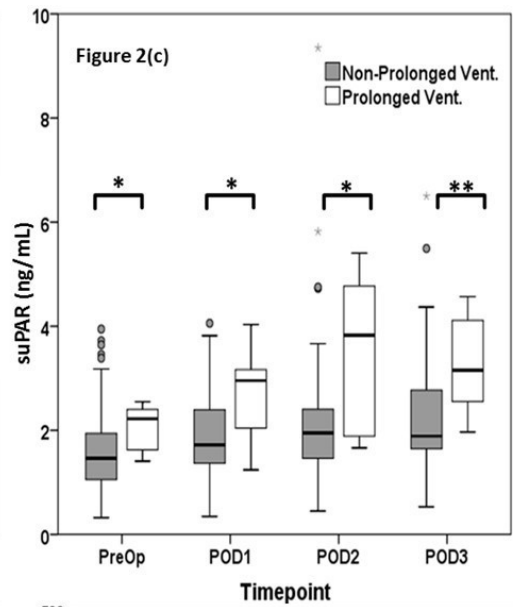 10
Figure 2(c)
Non-Prolonged Vent.
Prolonged Vent.
8
* * * **
6
suPAR (ng/mL)
4
2
0
PreOp POD1 POD2 POD3
Timepoint